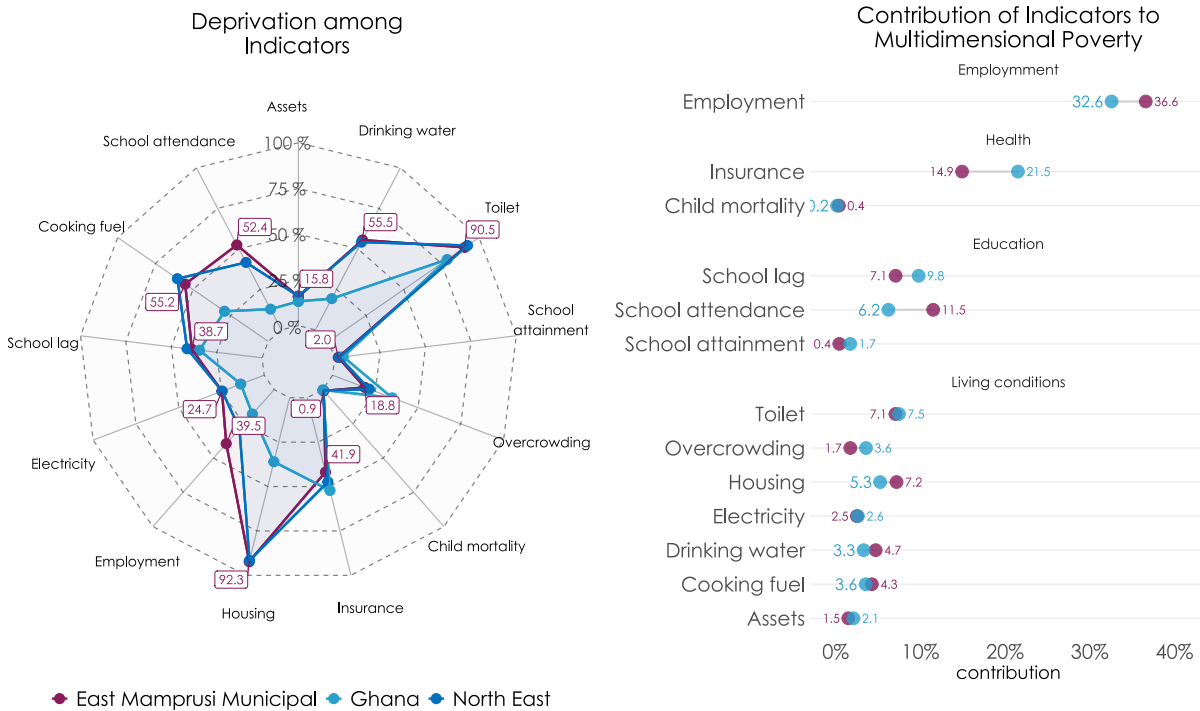 Deprivation among
Indicators
Assets
School attendance
Drinking water
100 %
75 %
50 %
25 %
0 %
Cooking fuel
Toilet
52.4
55.5
90.5
15.8
55.2
School
attainment
School lag
38.7
2.0
24.7
39.5
0.9
18.8
Overcrowding
Electricity
41.9
Child mortality
Employment
92.3
Housing
Insurance
East Mamprusi Municipal
Ghana
North East
Contribution of Indicators to
Multidimensional Poverty
Employmment
Employment 32.6 36.6
Health
Insurance 14.9 21.5
Child mortality 0.2 0.4
Education
School lag 7.1 9.8
School attendance 6.2 11.5
School attainment 0.4 1.7
Living conditions
Toilet 7.1 7.5
Overcrowding 1.7 3.6
Housing 5.3 7.2
Electricity 2.5 2.6
Drinking water 3.3 4.7
Cooking fuel 3.6 4.3
Assets 1.5 2.1
0% 10% 20% 30% 40%
contribution